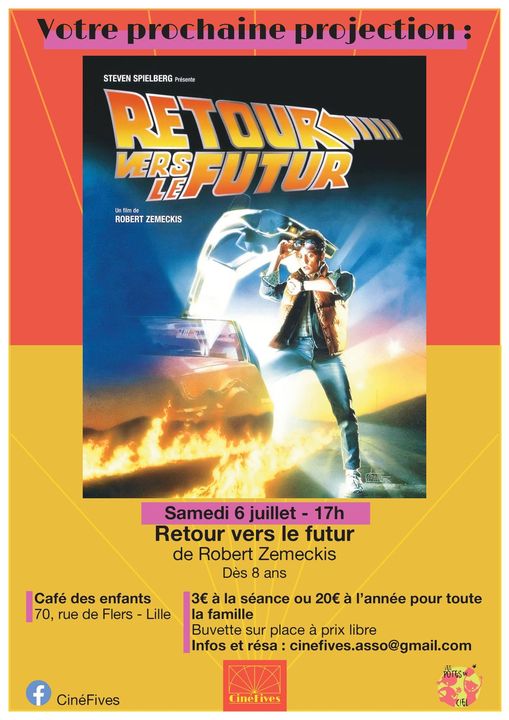 Votre prochaine projection :
STEVEN SPIELBERG Présente
RETOUR
VERS
LE FUTUR
Un film de
ROBERT ZEMECKIS
Samedi 6 juillet - 17h
Retour vers le futur
de Robert Zemeckis
Dès 8 ans
Café des enfants
70, rue de Flers - Lille
3€ à la séance ou 20€ à l'année pour toute
la famille
Buvette sur place à prix libre
Infos et résa : cinefives.asso@gmail.com
CinéFives
CinéFives
AUX
POTES
CIEL